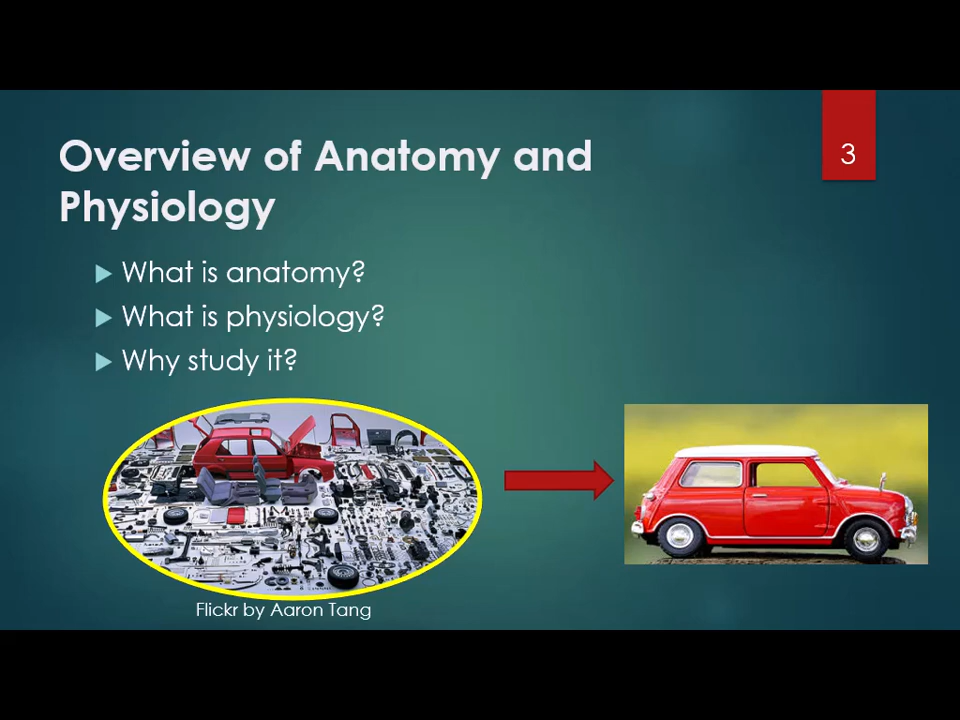 Overview of Anatomy and
Physiology
3
What is anatomy?
What is physiology?
Why study it?
Flickr by Aaron Tang